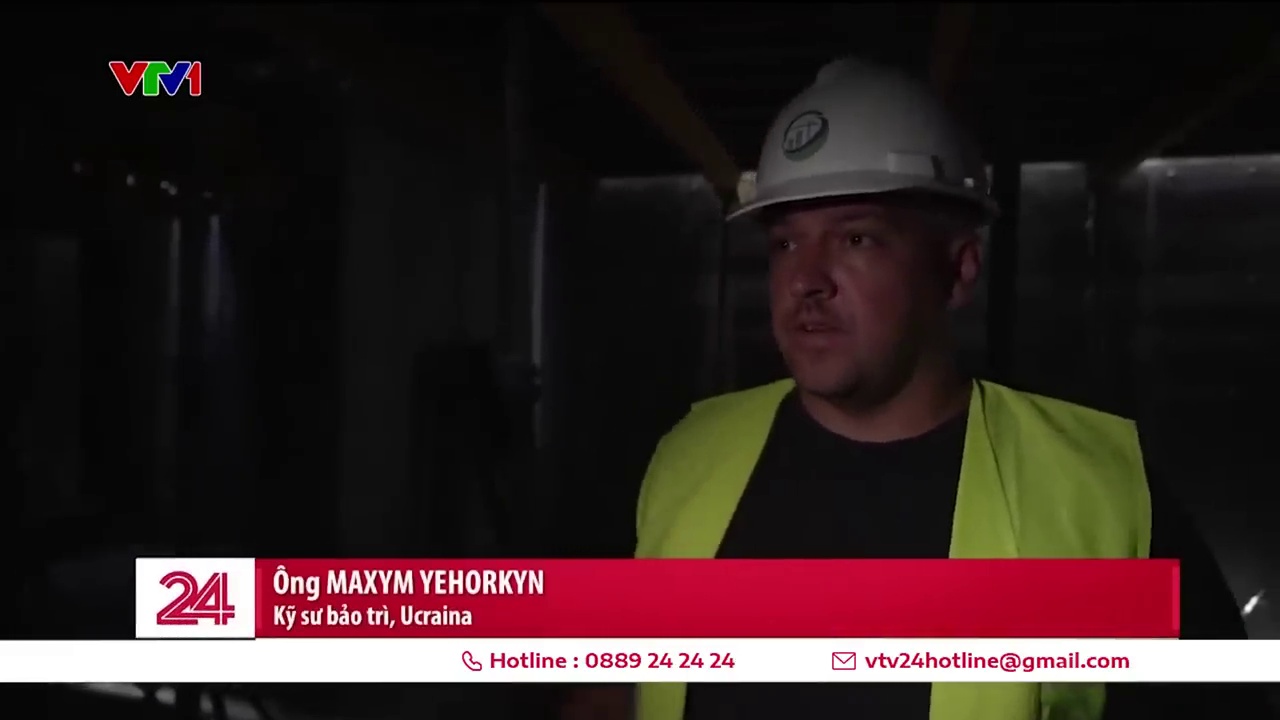 VTV1
24
Ông MAXYM YEHORKYN
Kỹ sư bảo trì, Ucraina
Hotline : 0889 24 24 24
vtv24hotline@gmail.com